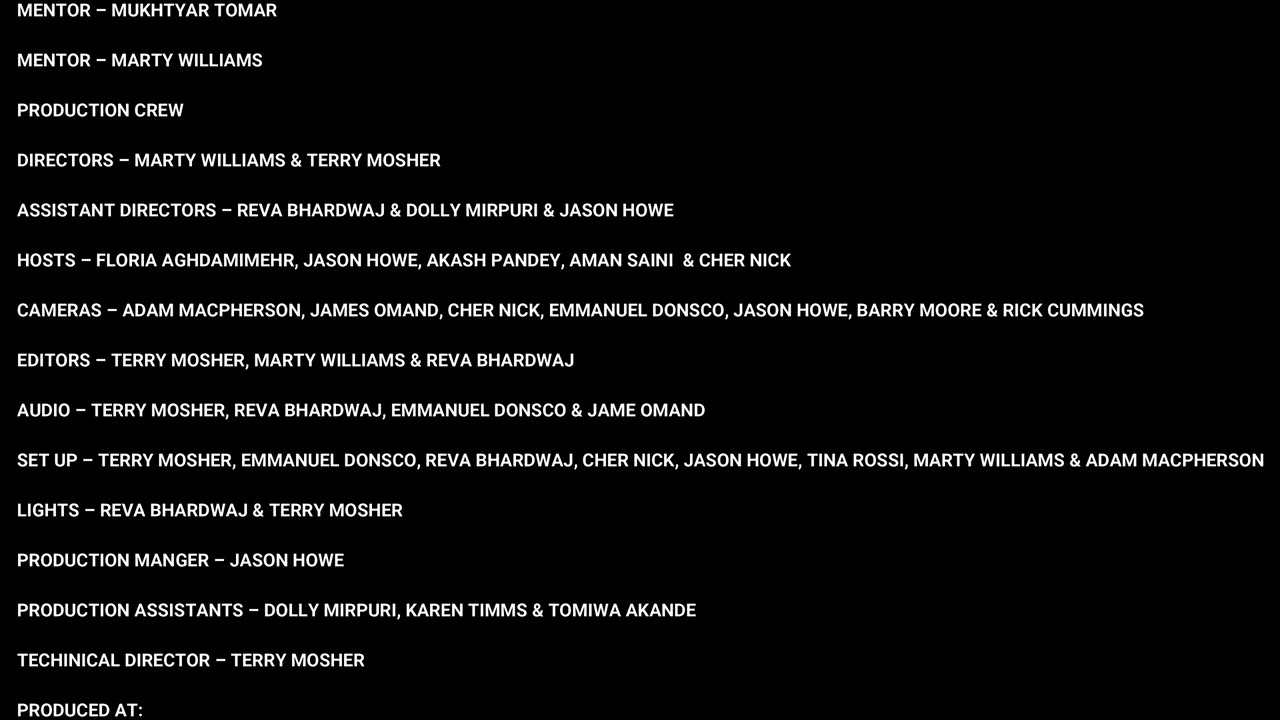 MENTOR – MUKHTYAR TOMAR
MENTOR – MARTY WILLIAMS
PRODUCTION CREW
DIRECTORS – MARTY WILLIAMS & TERRY MOSHER
ASSISTANT DIRECTORS – REVA BHARDWAJ & DOLLY MIRPURI & JASON HOWE
HOSTS – FLORIA AGHDAMIMEHR, JASON HOWE, AKASH PANDEY, AMAN SAINI  & CHER NICK
CAMERAS – ADAM MACPHERSON, JAMES OMAND, CHER NICK, EMMANUEL DONSCO, JASON HOWE, BARRY MOORE & RICK CUMMINGS
EDITORS – TERRY MOSHER, MARTY WILLIAMS & REVA BHARDWAJ
AUDIO – TERRY MOSHER, REVA BHARDWAJ, EMMANUEL DONSCO & JAME OMAND
SET UP – TERRY MOSHER, EMMANUEL DONSCO, REVA BHARDWAJ, CHER NICK, JASON HOWE, TINA ROSSI, MARTY WILLIAMS & ADAM MACPHERSON
LIGHTS – REVA BHARDWAJ & TERRY MOSHER
PRODUCTION MANGER – JASON HOWE
PRODUCTION ASSISTANTS – DOLLY MIRPURI, KAREN TIMMS & TOMIWA AKANDE
TECHINICAL DIRECTOR – TERRY MOSHER
PRODUCED AT: